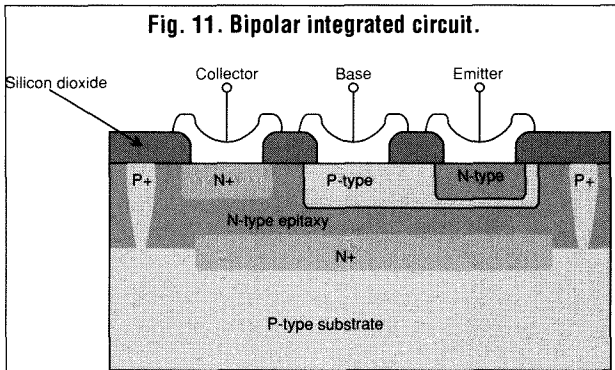 Fig. 11. Bipolar integrated circuit.
Collector Base Emitter
Silicon dioxide
P+ N+ P-type N-type P+
N-type epitaxy
N+
P-type substrate